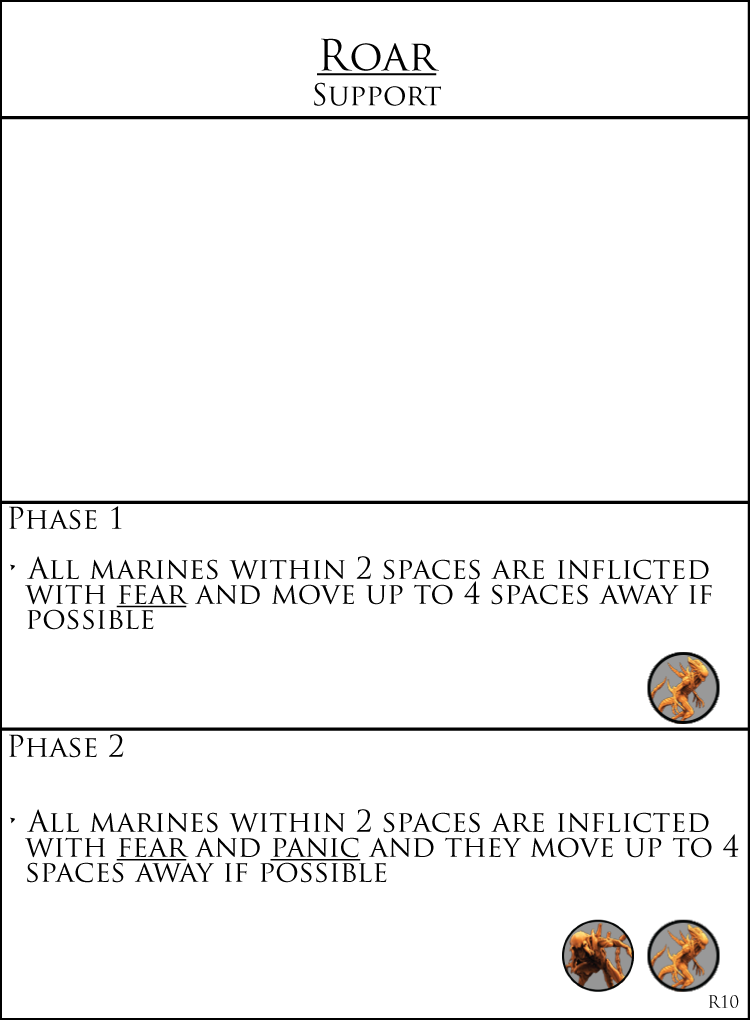 Roar
Support
Phase 1
All marines within 2 spaces are inflicted
with fear and move up to 4 spaces away if
possible
Phase 2
All marines within 2 spaces are inflicted
with fear and panic and they move up to 4
spaces away if possible
R10